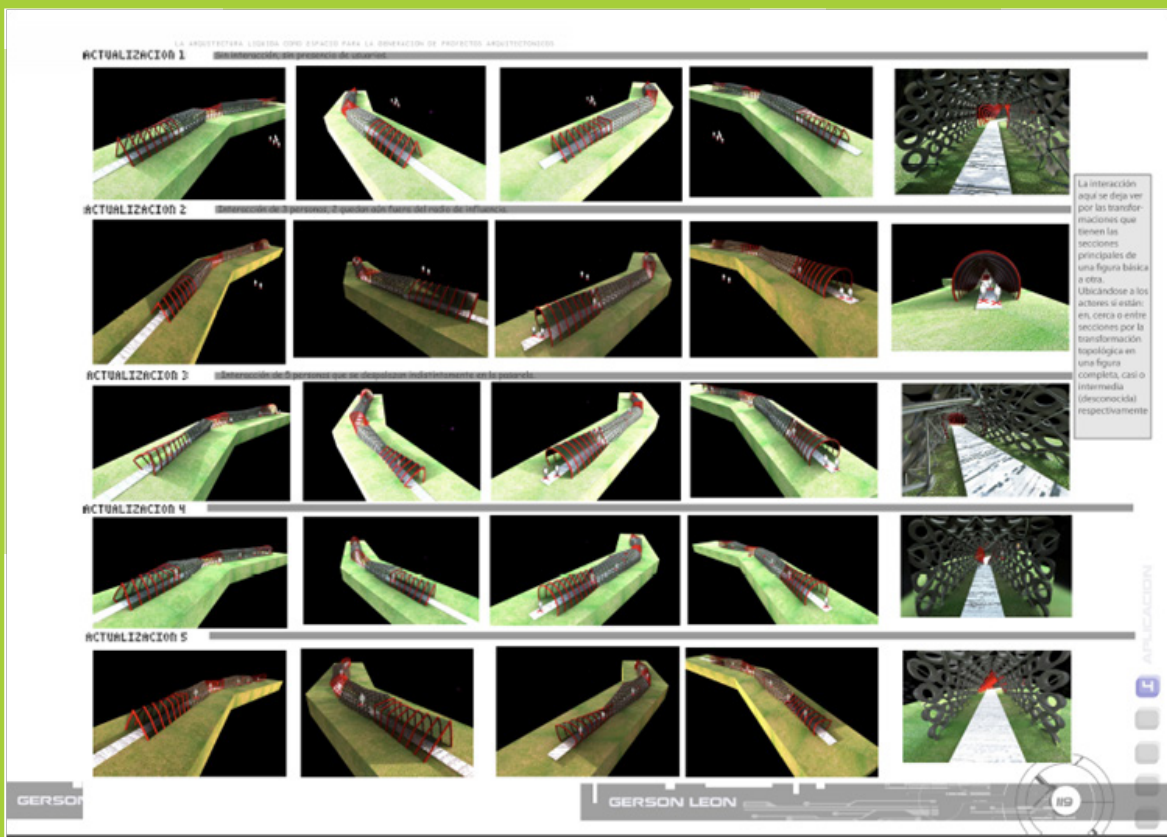 LA ARQUITECTURA LIQUIDA COMO ESPACIO PARA LA GENERACION DE PROYECTOS ARQUITECTONICOS
ACTUALIZACION 1
Sin interacción, sin presencia de usuarios
ACTUALIZACION 2
Interacción de 3 personas, 2 quedan aún fuera del radio de influencia.
ACTUALIZACION 3
Interacción de 5 personas que se desplazan indistintamente en la pasarela.
ACTUALIZACION 4
ACTUALIZACION 5
La interacción
aquí se deja ver
por las transfor-
maciones que
tienen las
secciones
principales de
una figura básica
a otra.
Ubicándose a los
actores si están:
en, cerca o entre
secciones por la
transformación
topológica en
una figura
completa, casi o
intermedia
(desconocida)
respectivamente
APLICACION
4
GERSON
GERSON LEON
119